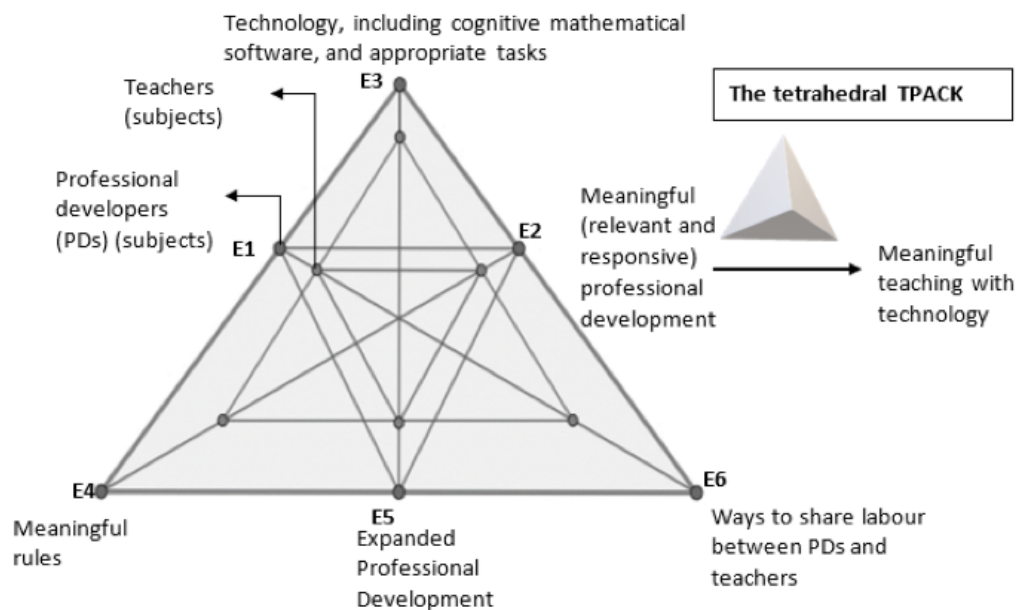 Technology, including cognitive mathematical
software, and appropriate tasks
E3
Teachers
(subjects)
The tetrahedral TPACK
Professional
developers
(PDs) (subjects)
E1
E2
Meaningful
(relevant and
responsive)
professional
development
Meaningful
teaching with
technology
E4
Meaningful
rules
E5
Expanded
Professional
Development
E6
Ways to share labour
between PDs and
teachers